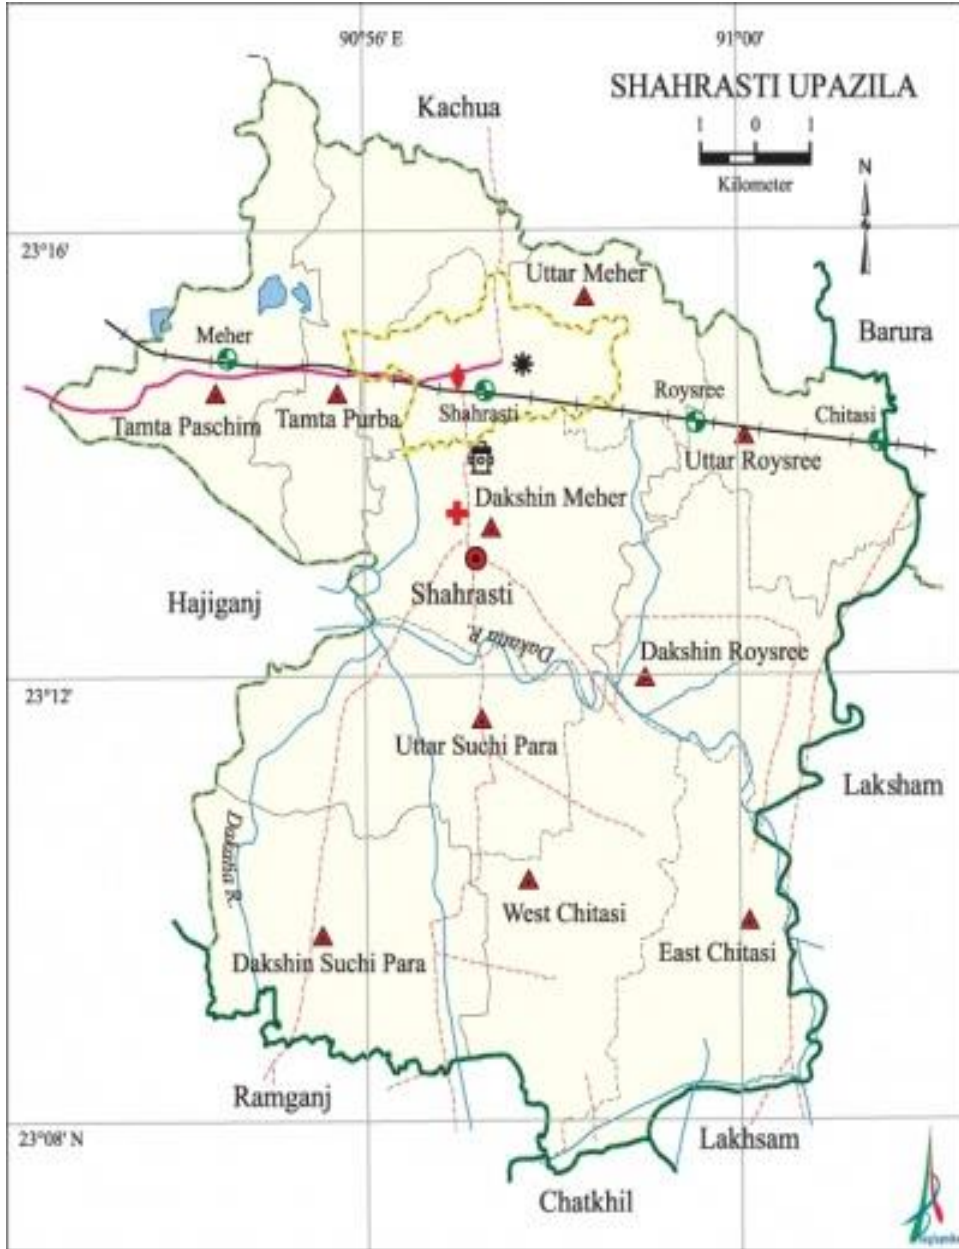 90°56' E
91°00'
SHAHRASTI UPAZILA
Kachua
1 0 1
Kilometer
N
23°16'
Uttar Meher
Barura
Meher
Roysree
Chitasi
Shahrasti
Tamta Paschim
Tamta Purba
Uttar Roysree
Dakshin Meher
Hajiganj
Shahrasti
Dakatia R.
Dakshin Roysree
23°12'
Uttar Suchi Para
Laksham
Dakatia R.
West Chitasi
East Chitasi
Dakshin Suchi Para
Ramganj
23°08' N
Lakhsam
Chatkhil